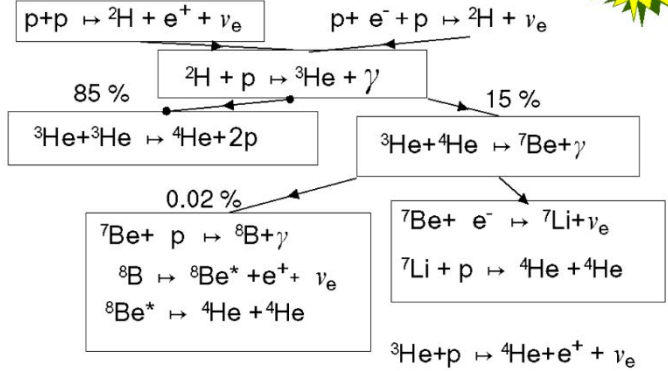 p+p ↦ ²H + e⁺ + νₑ
p+ e⁻+ p ↦ ²H + νₑ
²H + p ↦ ³He + γ
85 %
15 %
³He+³He ↦ ⁴He+2p
³He+⁴He ↦ ⁷Be+γ
0.02 %
⁷Be+ p ↦ ⁸B+γ
⁸B ↦ ⁸Be* +e⁺+ νₑ
⁸Be* ↦ ⁴He +⁴He
⁷Be+ e⁻ ↦ ⁷Li+νₑ
⁷Li + p ↦ ⁴He +⁴He
³He+p ↦ ⁴He+e⁺ + νₑ